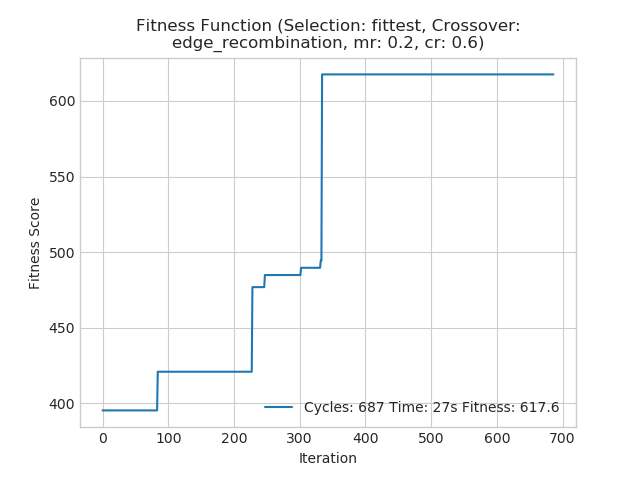 Fitness Function (Selection: fittest, Crossover:
edge_recombination, mr: 0.2, cr: 0.6)
Fitness Score
600
550
500
450
400
Cycles: 687 Time: 27s Fitness: 617.6
0 100 200 300 400 500 600 700
Iteration